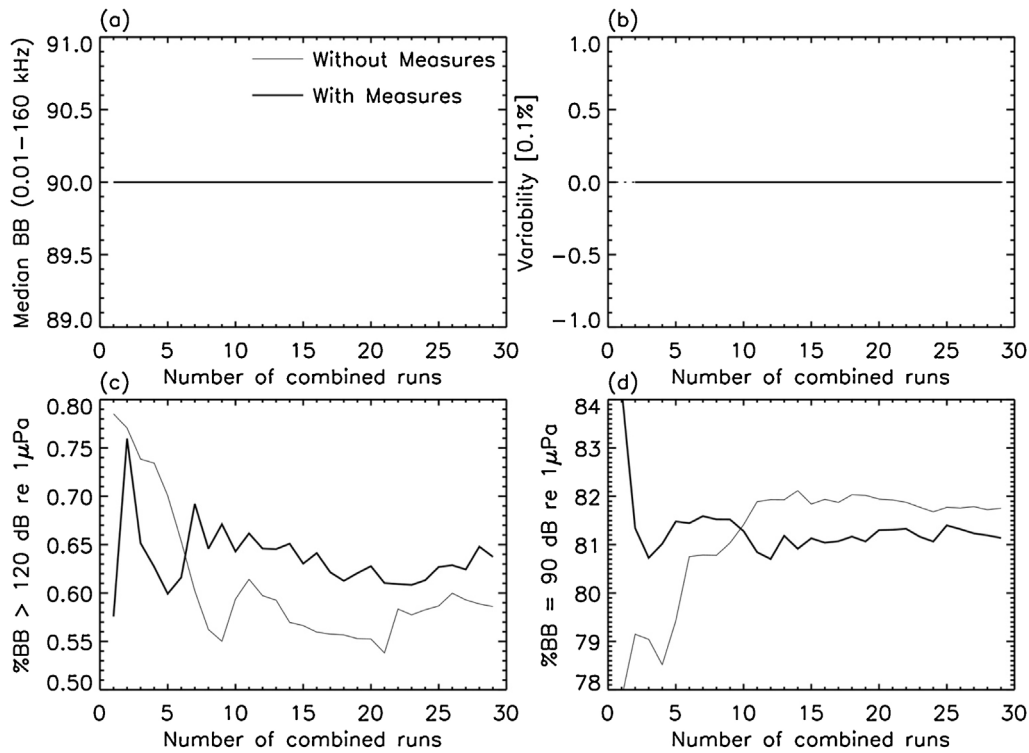 (a)
Median BB (0.01−160 kHz)
91.0
90.5
90.0
89.5
89.0
Without Measures
With Measures
0 5 10 15 20 25 30
Number of combined runs
(b)
Variability [0.1%]
1.0
0.5
0.0
−0.5
−1.0
0 5 10 15 20 25 30
Number of combined runs
(c)
%BB > 120 dB re 1μPa
0.80
0.75
0.70
0.65
0.60
0.55
0.50
0 5 10 15 20 25 30
Number of combined runs
(d)
%BB = 90 dB re 1μPa
84
83
82
81
80
79
78
0 5 10 15 20 25 30
Number of combined runs